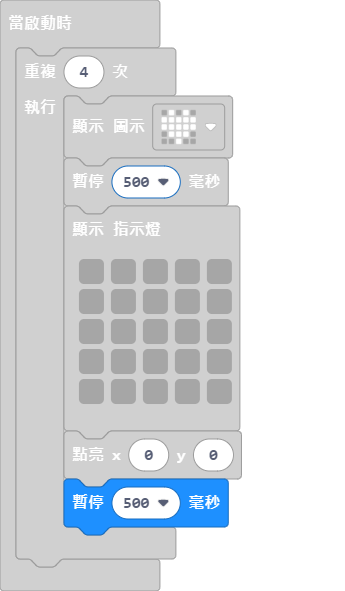 當啟動時
重複 4 次
執行
顯示 圖示
暫停 500 毫秒
顯示 指示燈
點亮 x 0 y 0
暫停 500 毫秒